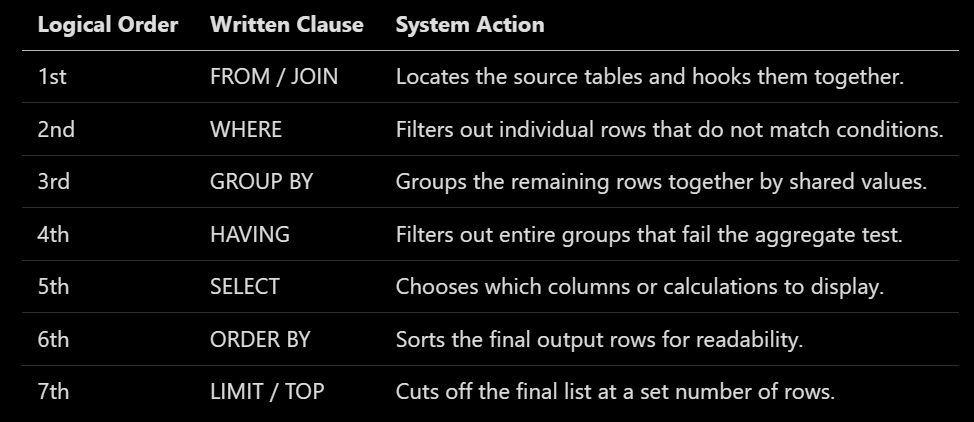 Logical Order Written Clause System Action
1st FROM / JOIN Locates the source tables and hooks them together.
2nd WHERE Filters out individual rows that do not match conditions.
3rd GROUP BY Groups the remaining rows together by shared values.
4th HAVING Filters out entire groups that fail the aggregate test.
5th SELECT Chooses which columns or calculations to display.
6th ORDER BY Sorts the final output rows for readability.
7th LIMIT / TOP Cuts off the final list at a set number of rows.